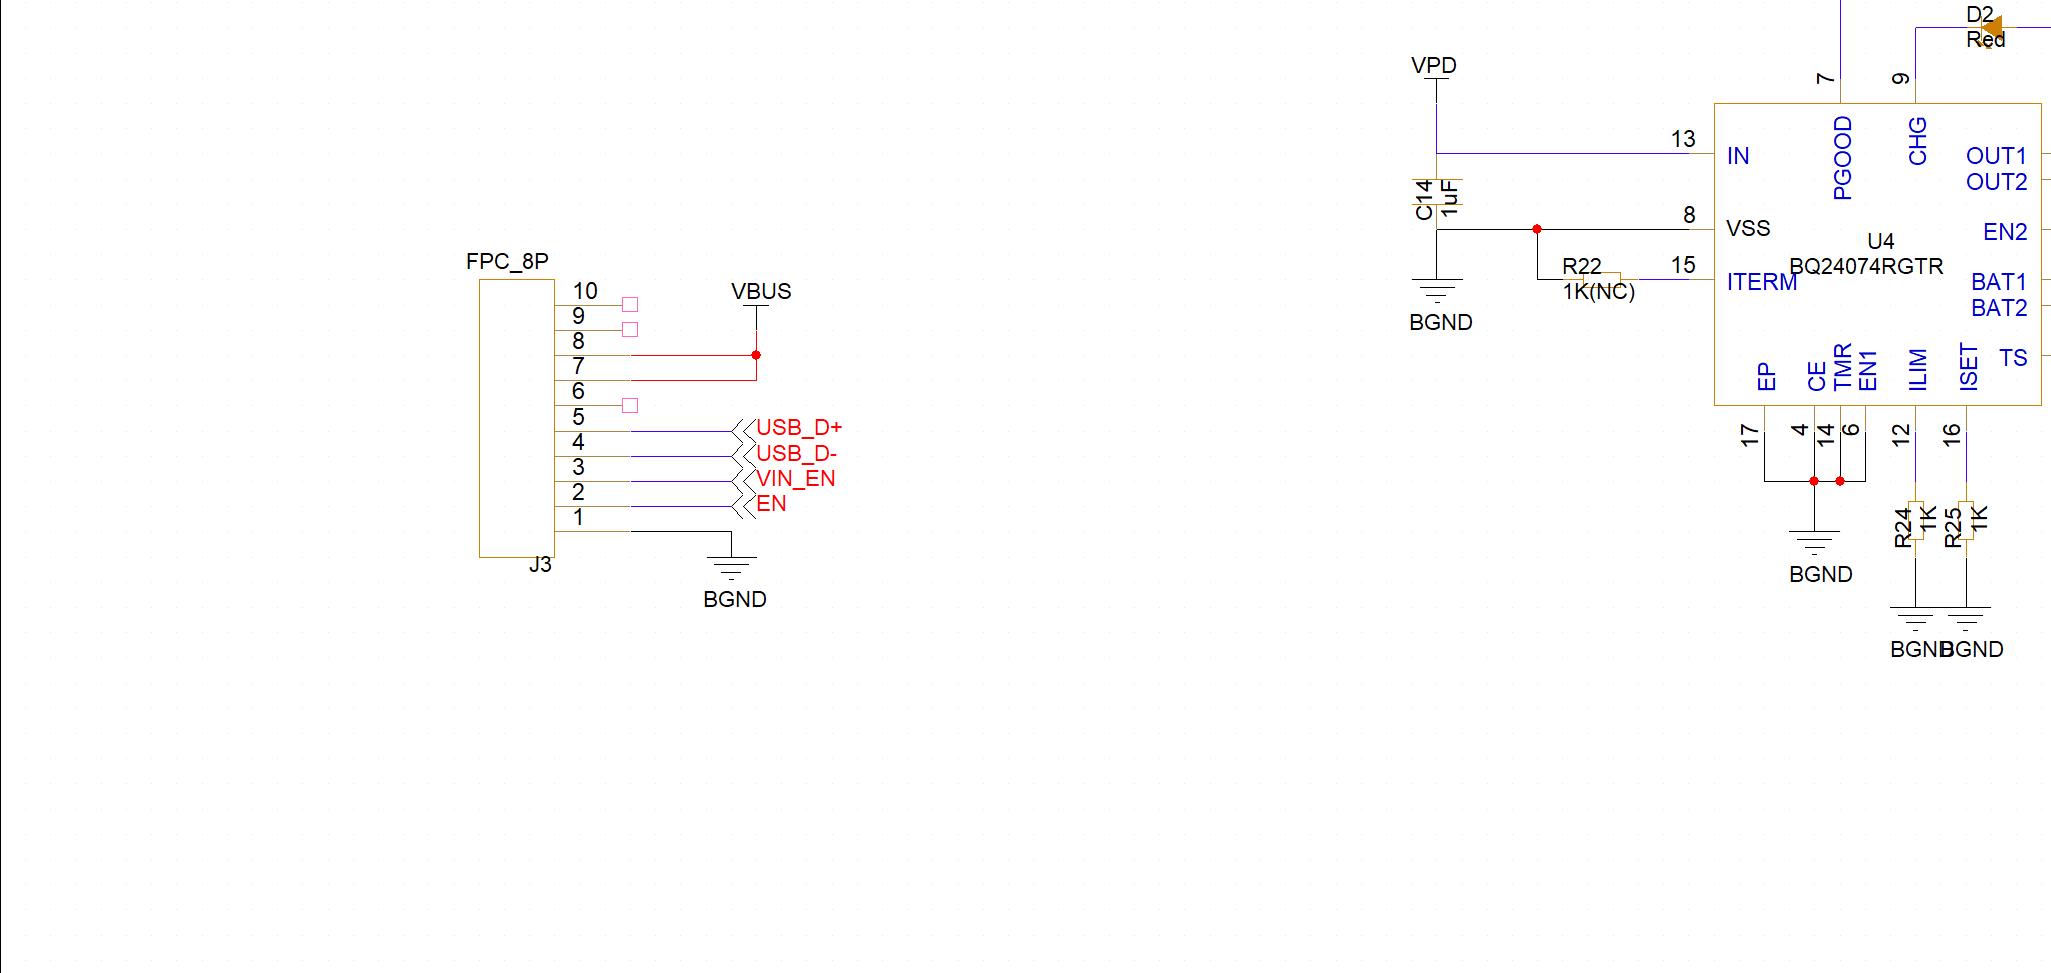 FPC_8P
10
9
8
7
6
5
4
3
2
1
J3
VBUS
USB_D+
USB_D-
VIN_EN
EN
BGND
VPD
C14
1uF
BGND
R22
1K(NC)
13
8
15
D2
Red
7
9
IN
VSS
ITERM
PGOOD
CHG
U4
BQ24074RGTR
OUT1
OUT2
EN2
BAT1
BAT2
TS
EP
CE
TMR
EN1
ILIM
ISET
17
4
14
6
12
16
R24
1K
R25
1K
BGND
BGND
BGND